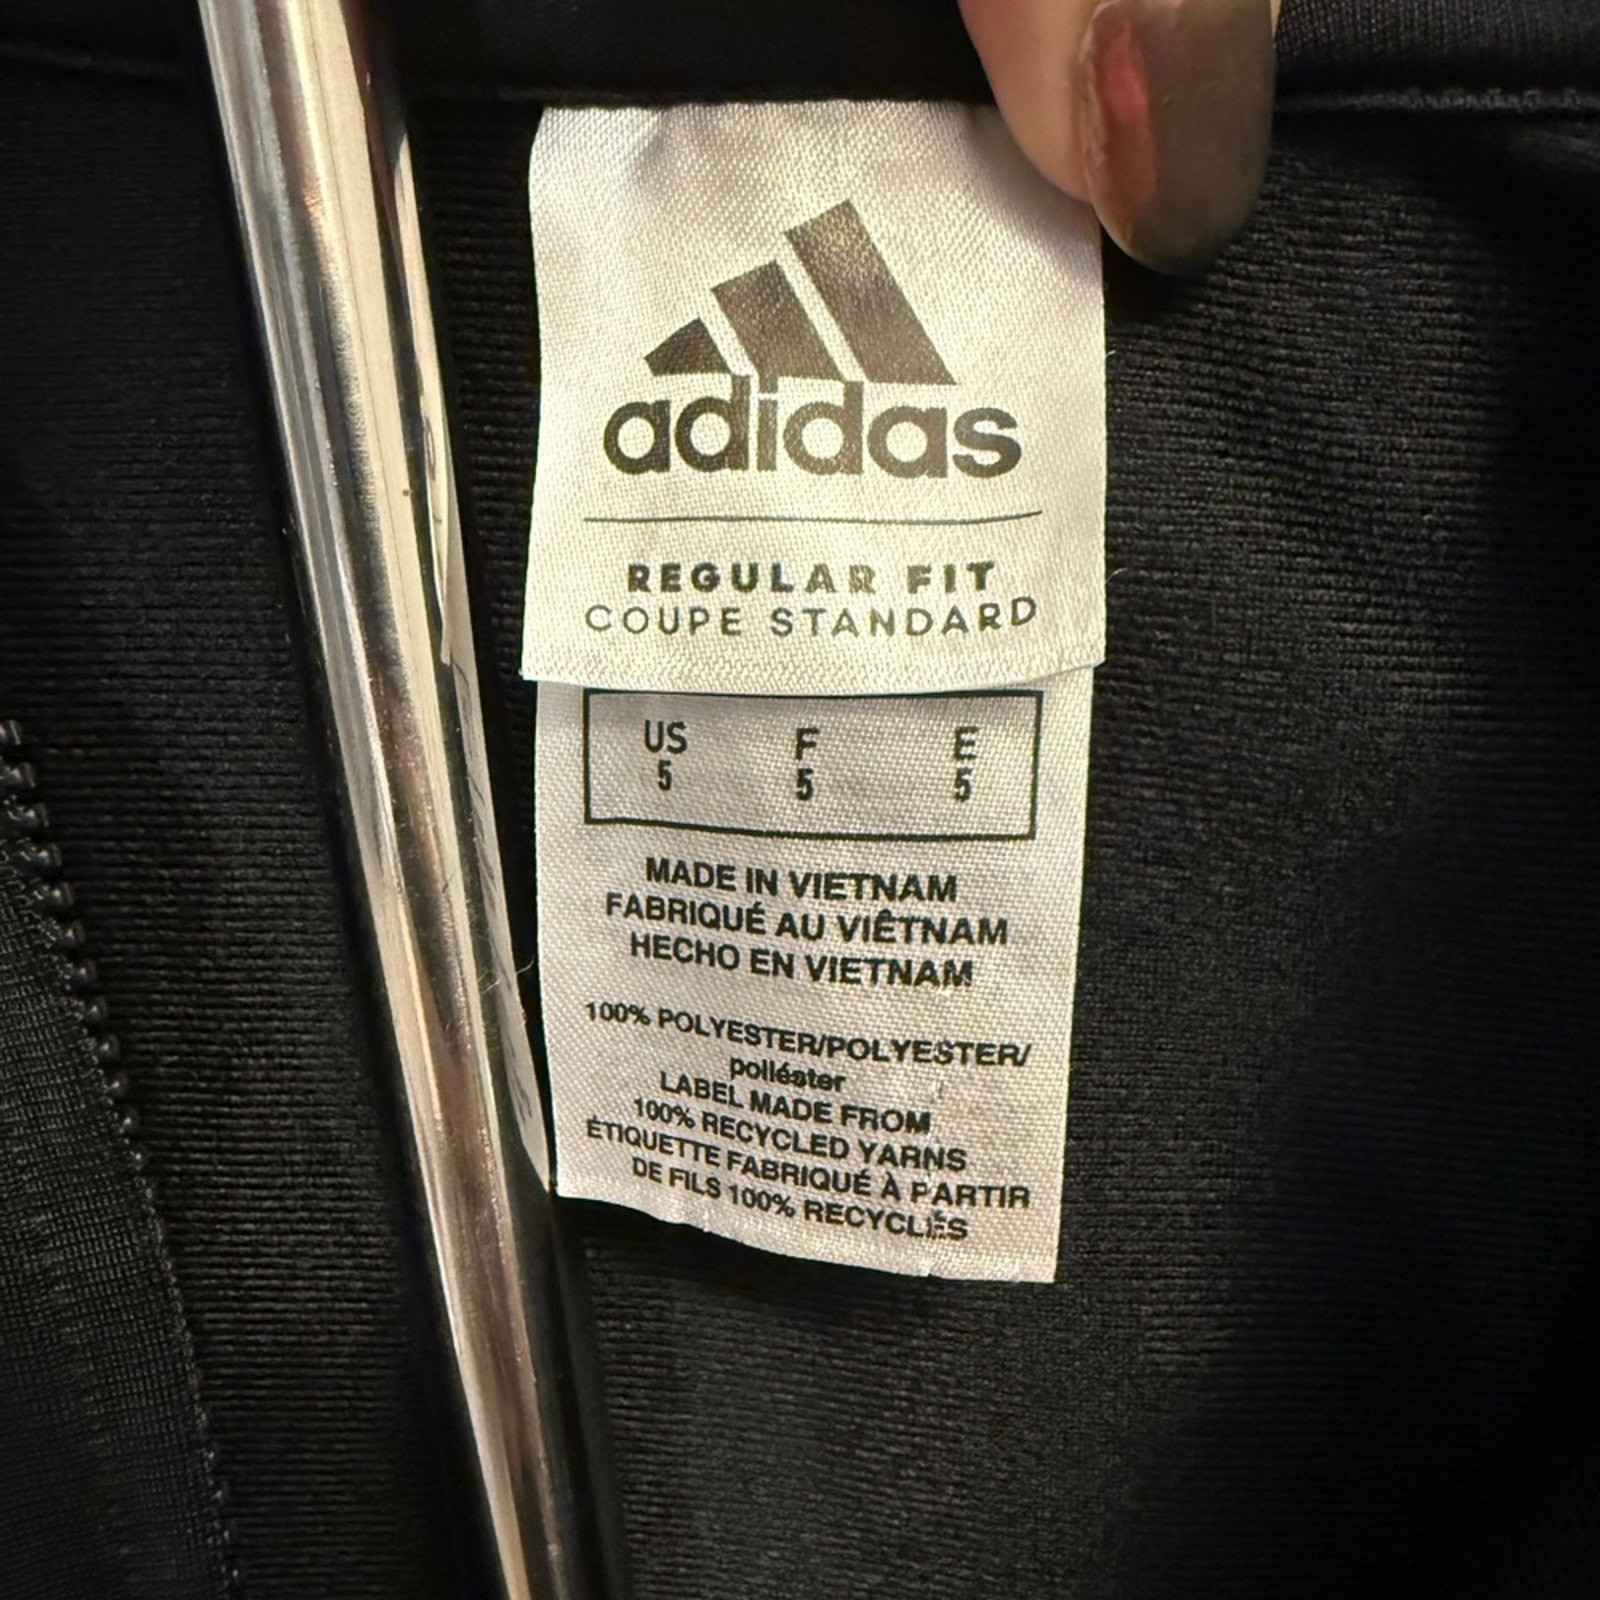 adidas
REGULAR FIT
COUPE STANDARD
US F E
5 5 5
MADE IN VIETNAM
FABRIQUÉ AU VIÊTNAM
HECHO EN VIETNAM
100% POLYESTER/POLYESTER/
poliéster
LABEL MADE FROM
100% RECYCLED YARNS
ÉTIQUETTE FABRIQUÉ À PARTIR
DE FILS 100% RECYCLÉS